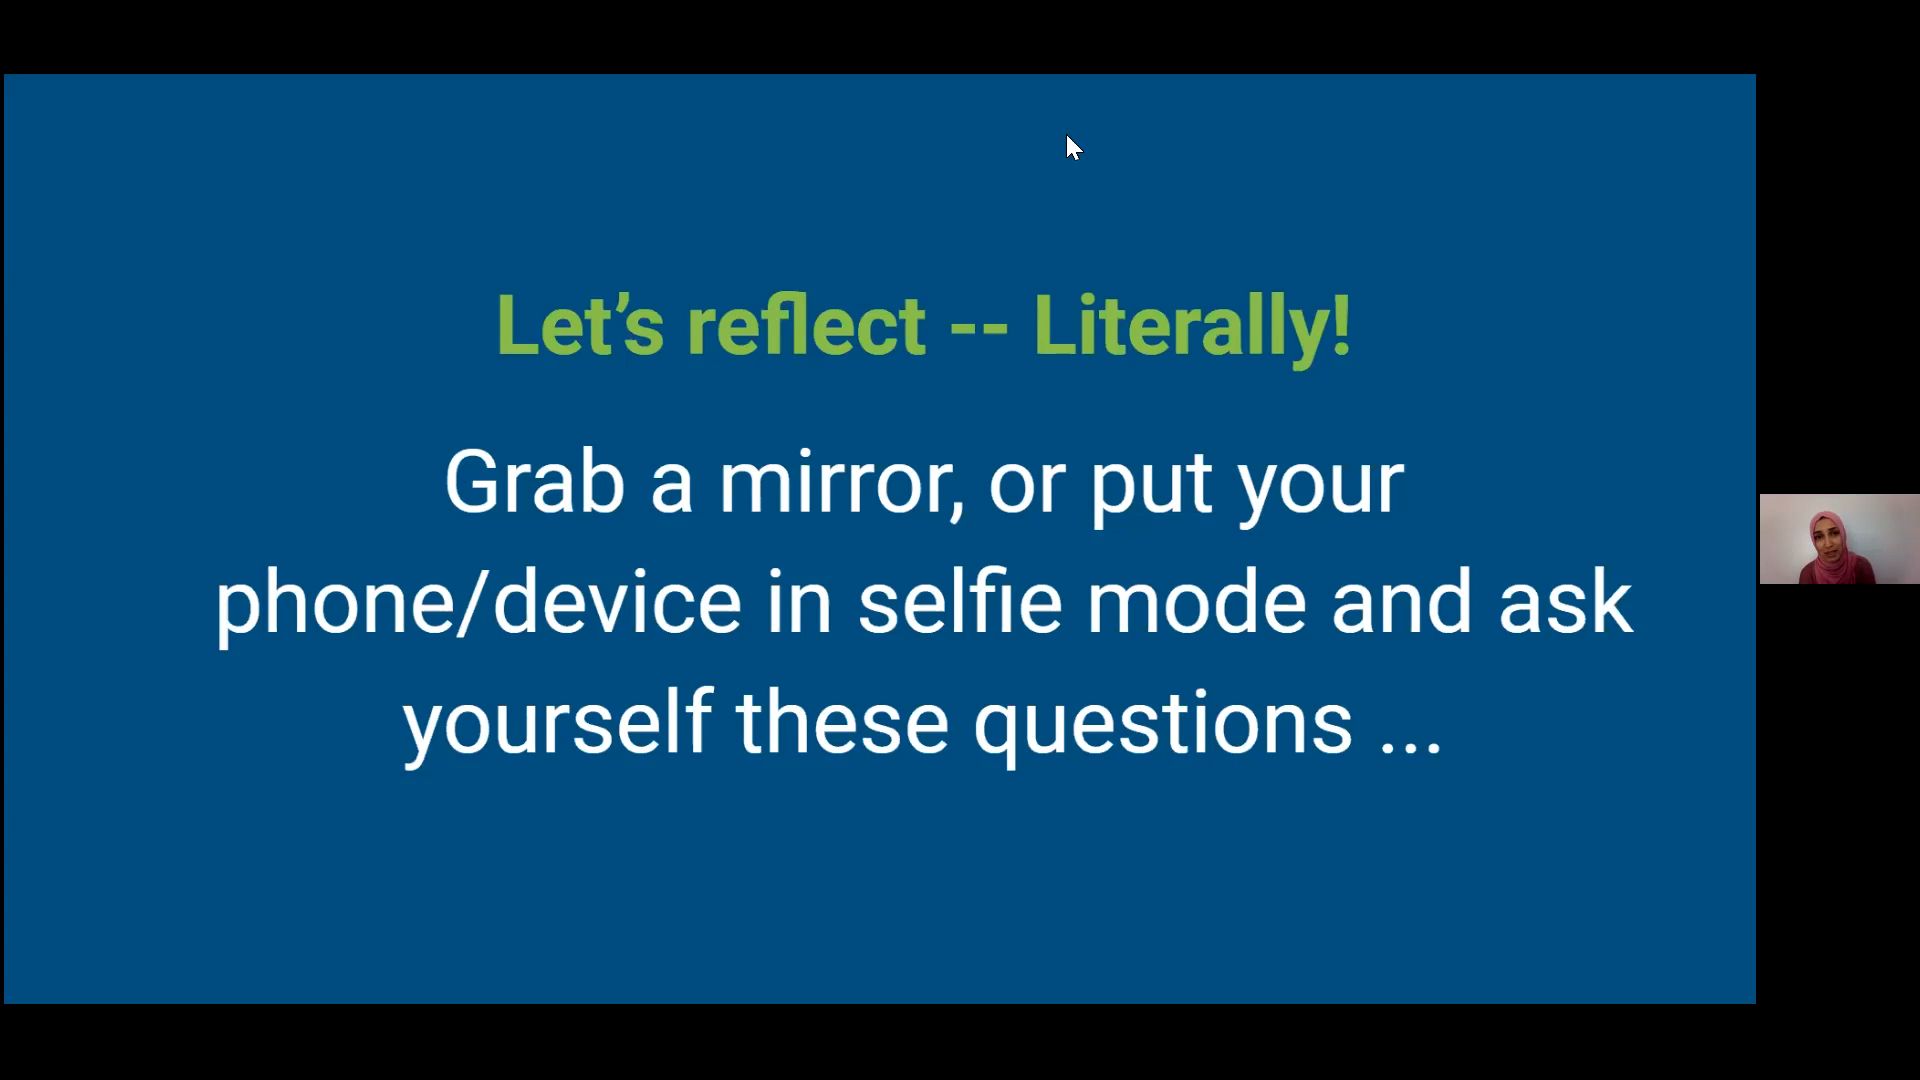 Let’s reflect -- Literally!
Grab a mirror, or put your
phone/device in selfie mode and ask
yourself these questions ...